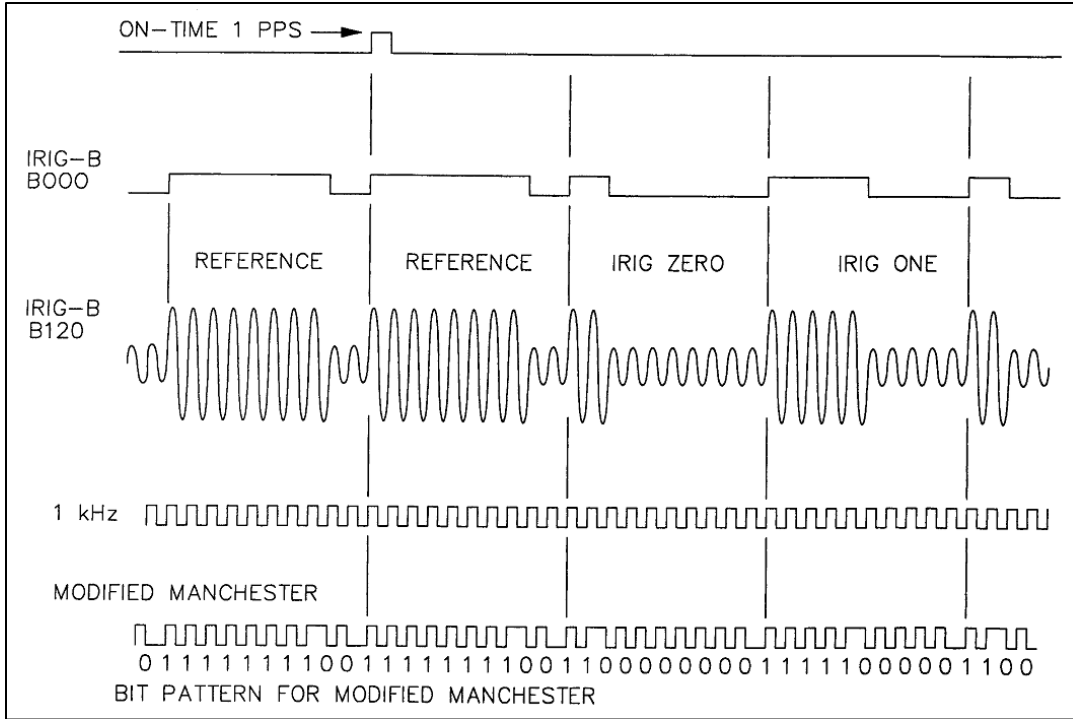 ON-TIME 1 PPS
IRIG-B
B000
REFERENCE REFERENCE IRIG ZERO IRIG ONE
IRIG-B
B120
1 kHz
MODIFIED MANCHESTER
011111111001111111100110000000011111000001100
BIT PATTERN FOR MODIFIED MANCHESTER